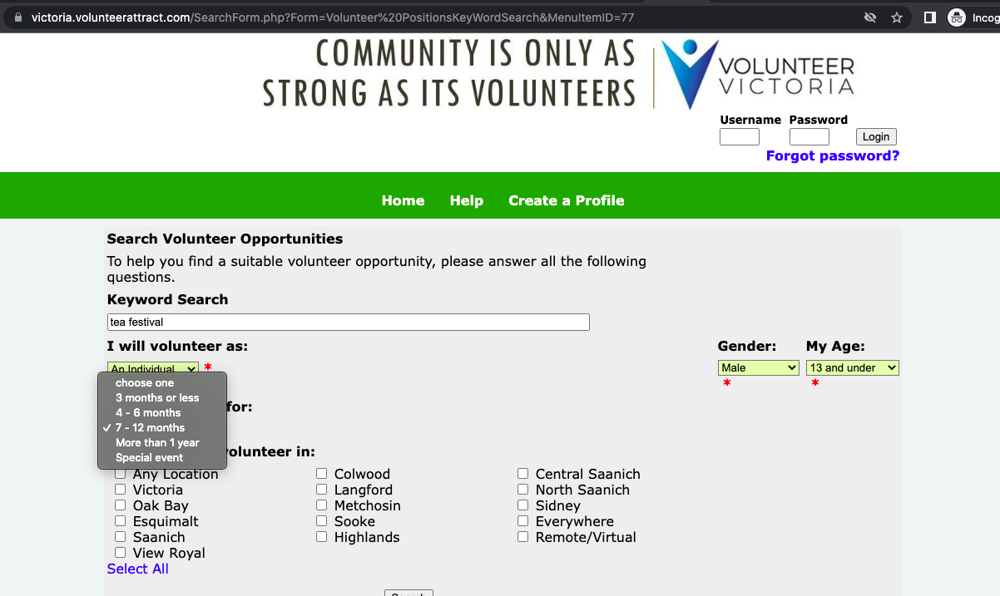 victoria.volunteerattract.com/SearchForm.php?Form=Volunteer%20PositionsKeyWordSearch&MenuItemID=77
Incog
COMMUNITY IS ONLY AS
STRONG AS ITS VOLUNTEERS
VOLUNTEER
VICTORIA
Username Password
Login
Forgot password?
Home Help Create a Profile
Search Volunteer Opportunities
To help you find a suitable volunteer opportunity, please answer all the following
questions.
Keyword Search
tea festival
I will volunteer as: Gender: My Age:
An Individual * Male 13 and under
* *
choose one
3 months or less
4 - 6 months
✓ 7 - 12 months
More than 1 year
Special event
for:
volunteer in:
Any Location Colwood Central Saanich
Victoria Langford North Saanich
Oak Bay Metchosin Sidney
Esquimalt Sooke Everywhere
Saanich Highlands Remote/Virtual
View Royal
Select All
Search